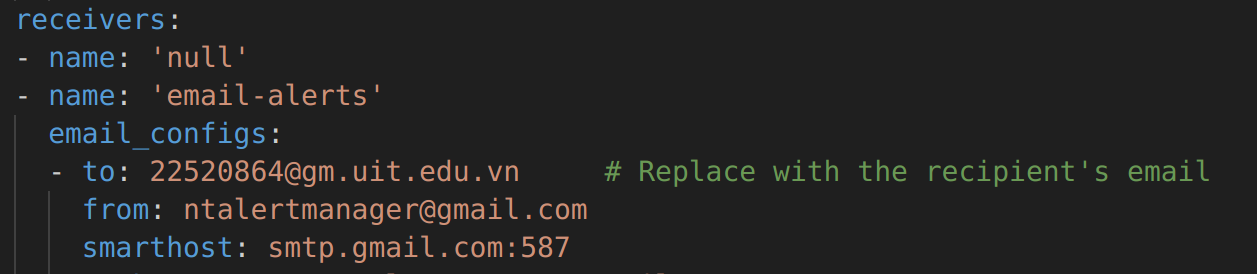 receivers:
- name: 'null'
- name: 'email-alerts'
  email_configs:
  - to: 22520864@gm.uit.edu.vn     # Replace with the recipient's email
    from: ntalertmanager@gmail.com
    smarthost: smtp.gmail.com:587